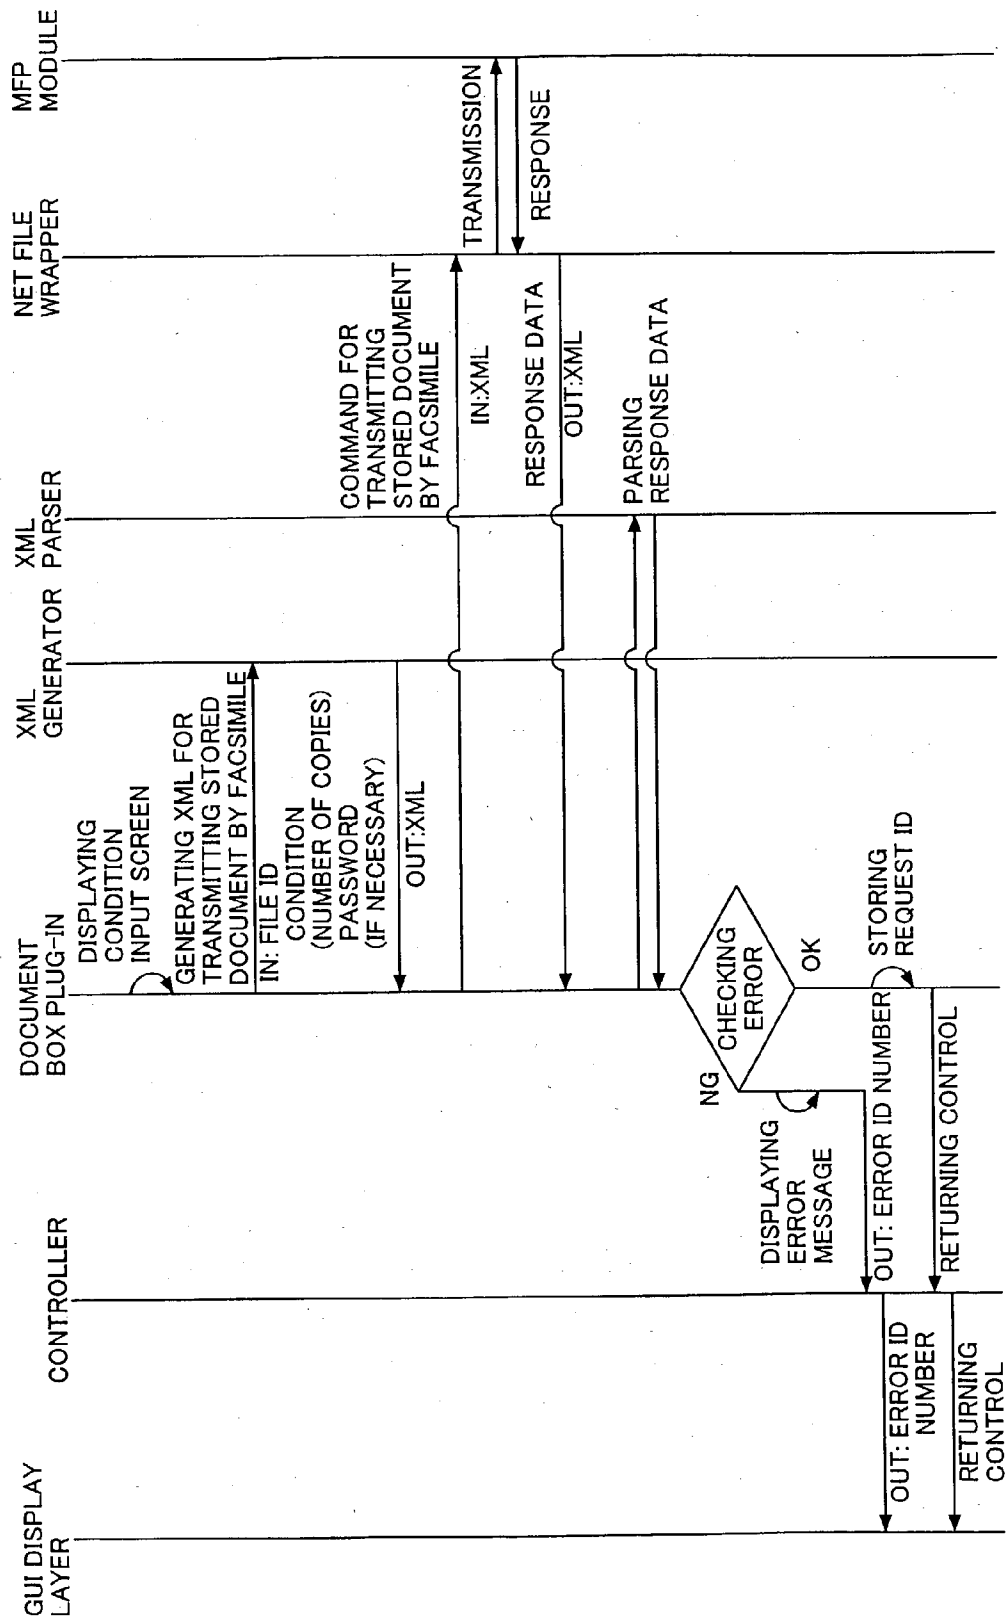 GUI DISPLAY
LAYER
CONTROLLER
DOCUMENT
BOX PLUG-IN
XML
GENERATOR
XML
PARSER
NET FILE
WRAPPER
MFP
MODULE
DISPLAYING
CONDITION
INPUT SCREEN
GENERATING XML FOR
TRANSMITTING STORED
DOCUMENT BY FACSIMILE
IN: FILE ID
CONDITION
(NUMBER OF COPIES)
PASSWORD
(IF NECESSARY)
OUT:XML
COMMAND FOR
TRANSMITTING
STORED DOCUMENT
BY FACSIMILE
IN:XML
TRANSMISSION
RESPONSE
RESPONSE DATA
OUT:XML
PARSING
RESPONSE DATA
CHECKING
ERROR
NG
OK
DISPLAYING
ERROR
MESSAGE
STORING
REQUEST ID
OUT: ERROR ID NUMBER
RETURNING CONTROL
OUT: ERROR ID
NUMBER
RETURNING
CONTROL